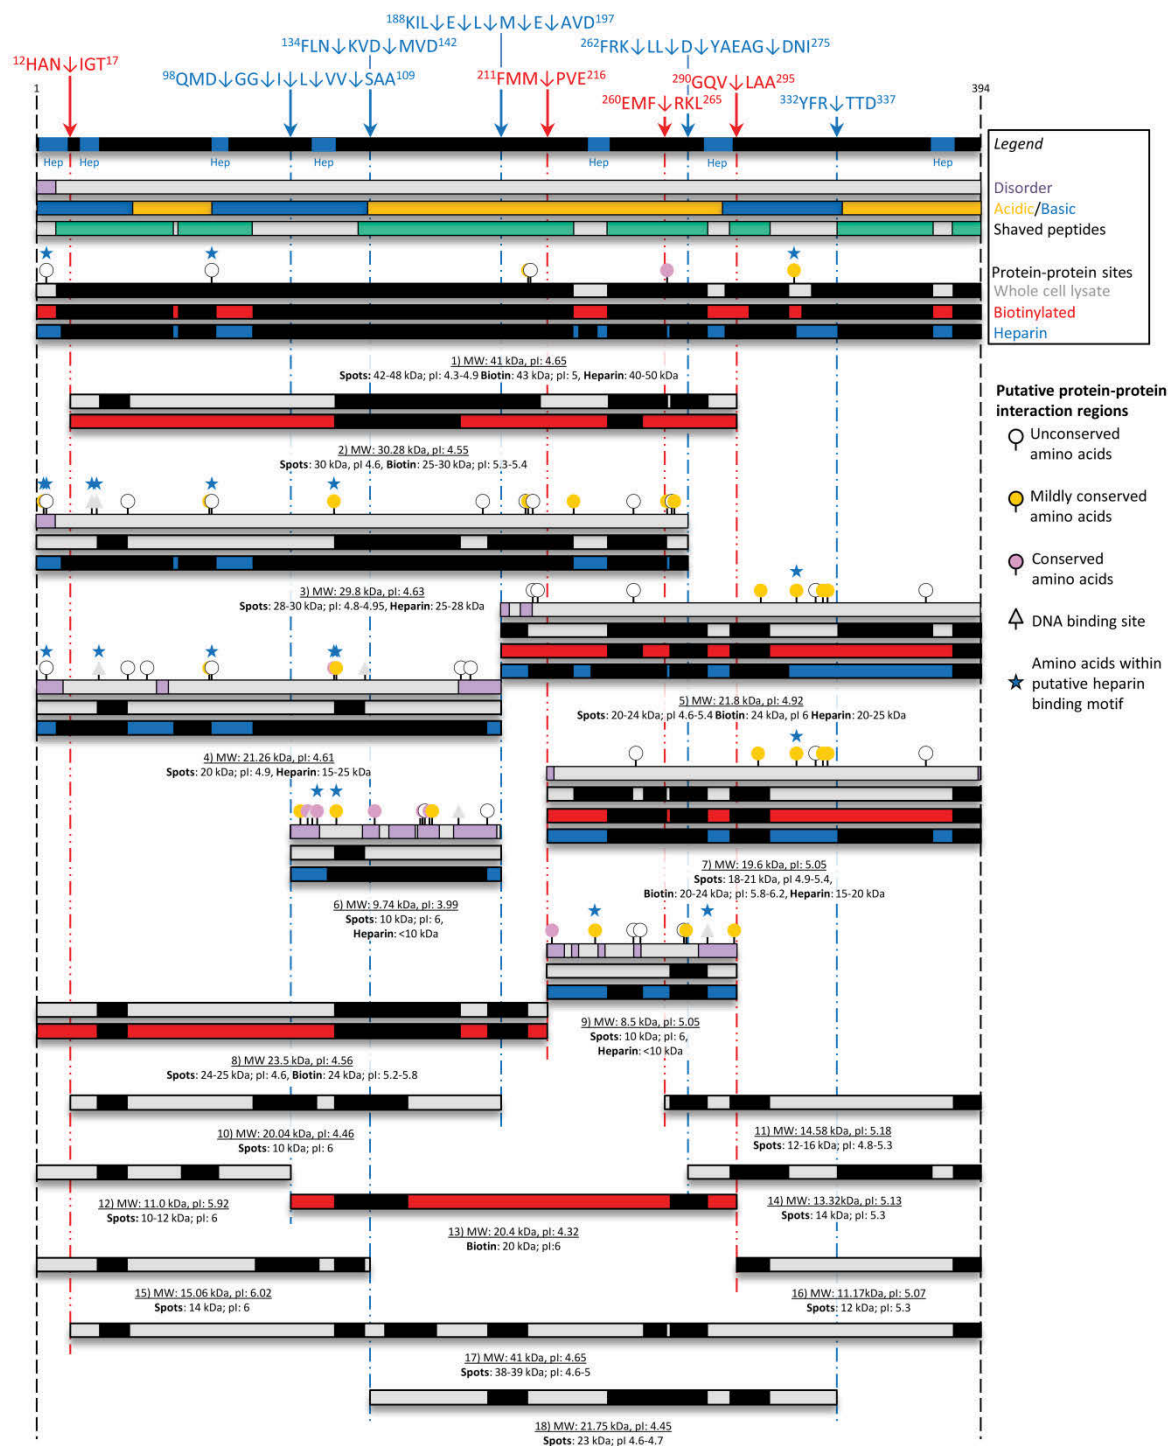 188KIL↓E↓L↓M↓E↓AVD197
134FLN↓KVD↓MVD142
262FRK↓LL↓D↓YAEAG↓DNI275
12HAN↓IGT17
98QMD↓GG↓I↓L↓VV↓SAA109
211FMM↓PVE216
290GQV↓LAA295
260EMF↓RKL265
332YFR↓TTD337
1
394
Hep Hep Hep Hep Hep Hep Hep
Legend
Disorder
Acidic/Basic
Shaved peptides
Protein-protein sites
Whole cell lysate
Biotinylated
Heparin
1) MW: 41 kDa, pI: 4.65
Spots: 42-48 kDa; pI: 4.3-4.9 Biotin: 43 kDa; pI: 5, Heparin: 40-50 kDa
2) MW: 30.28 kDa, pI: 4.55
Spots: 30 kDa, pI 4.6, Biotin: 25-30 kDa; pI: 5.3-5.4
Putative protein-protein
interaction regions
Unconserved
amino acids
Mildly conserved
amino acids
Conserved
amino acids
DNA binding site
Amino acids within
putative heparin
binding motif
3) MW: 29.8 kDa, pI: 4.63
Spots: 28-30 kDa; pI: 4.8-4.95, Heparin: 25-28 kDa
5) MW: 21.8 kDa, pI: 4.92
Spots: 20-24 kDa; pI 4.6-5.4 Biotin: 24 kDa, pI 6 Heparin: 20-25 kDa
4) MW: 21.26 kDa, pI: 4.61
Spots: 20 kDa; pI: 4.9, Heparin: 15-25 kDa
7) MW: 19.6 kDa, pI: 5.05
Spots: 18-21 kDa, pI 4.9-5.4,
Biotin: 20-24 kDa; pI: 5.8-6.2, Heparin: 15-20 kDa
6) MW: 9.74 kDa, pI: 3.99
Spots: 10 kDa; pI: 6,
Heparin: <10 kDa
9) MW: 8.5 kDa, pI: 5.05
Spots: 10 kDa; pI: 6,
Heparin: <10 kDa
8) MW 23.5 kDa, pI: 4.56
Spots: 24-25 kDa; pI: 4.6, Biotin: 24 kDa; pI: 5.2-5.8
10) MW: 20.04 kDa, pI: 4.46
Spots: 10 kDa; pI: 6
11) MW: 14.58 kDa, pI: 5.18
Spots: 12-16 kDa; pI: 4.8-5.3
12) MW: 11.0 kDa, pI: 5.92
Spots: 10-12 kDa; pI: 6
14) MW: 13.32kDa, pI: 5.13
Spots: 14 kDa; pI: 5.3
13) MW: 20.4 kDa, pI: 4.32
Biotin: 20 kDa; pI:6
15) MW: 15.06 kDa, pI: 6.02
Spots: 14 kDa; pI: 6
16) MW: 11.17kDa, pI: 5.07
Spots: 12 kDa; pI: 5.3
17) MW: 41 kDa, pI: 4.65
Spots: 38-39 kDa; pI: 4.6-5
18) MW: 21.75 kDa, pI: 4.45
Spots: 23 kDa; pI 4.6-4.7